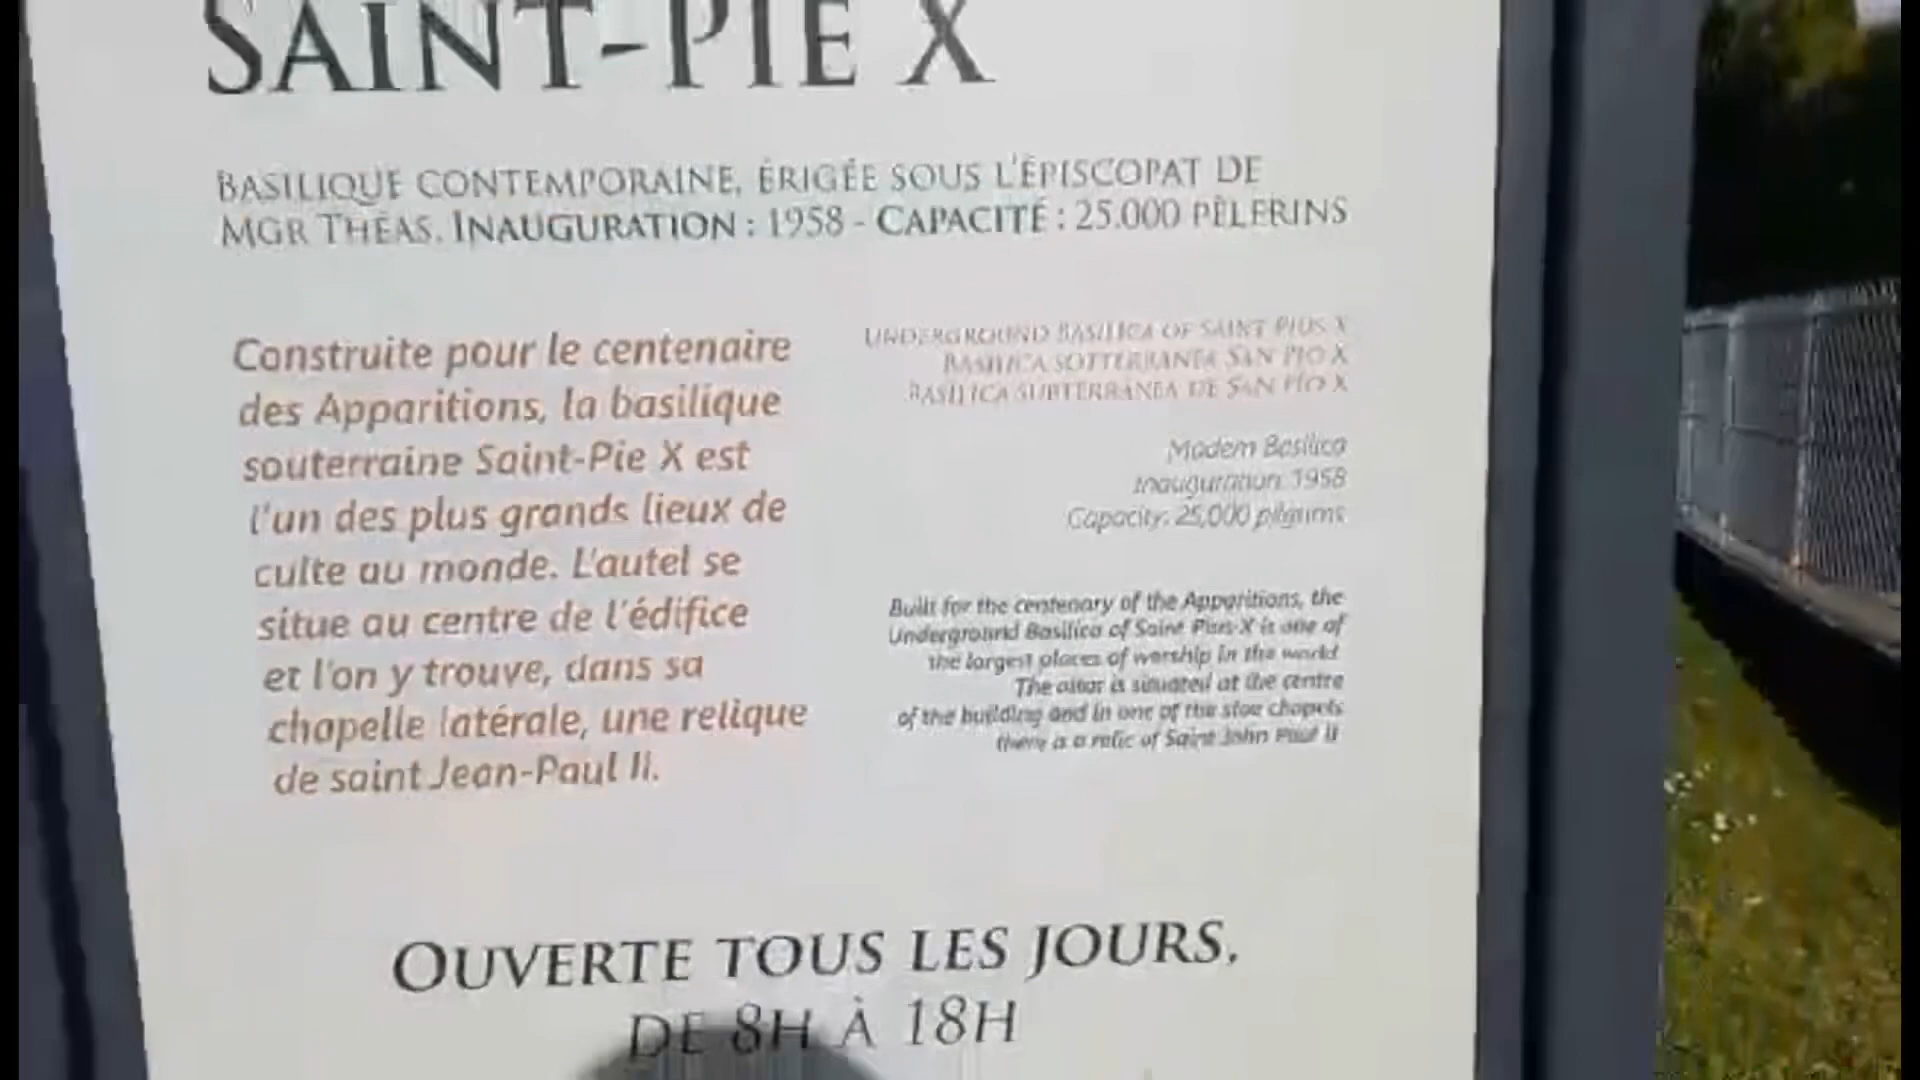 SAINT-PIE X
BASILIQUE CONTEMPORAINE, ÉRIGÉE SOUS L'ÉPISCOPAT DE
MGR THÉAS. INAUGURATION : 1958 - CAPACITÉ : 25.000 PÈLERINS
Construite pour le centenaire
des Apparitions, la basilique
souterraine Saint-Pie X est
l'un des plus grands lieux de
culte au monde. L'autel se
situe au centre de l'édifice
et l'on y trouve, dans sa
chapelle latérale, une relique
de saint Jean-Paul II.
UNDERGROUND BASILICA OF SAINT PIUS X
BASILICA SOTTERRANEA SAN PIO X
BASÍLICA SUBTERRÁNEA DE SAN PÍO X
Modern Basilica
Inauguration: 1958
Capacity: 25,000 pilgrims
Built for the centenary of the Apparitions, the
Underground Basilica of Saint Pius X is one of
the largest places of worship in the world.
The altar is situated at the centre
of the building and in one of the side chapels
there is a relic of Saint John Paul II
OUVERTE TOUS LES JOURS,
DE 8H À 18H